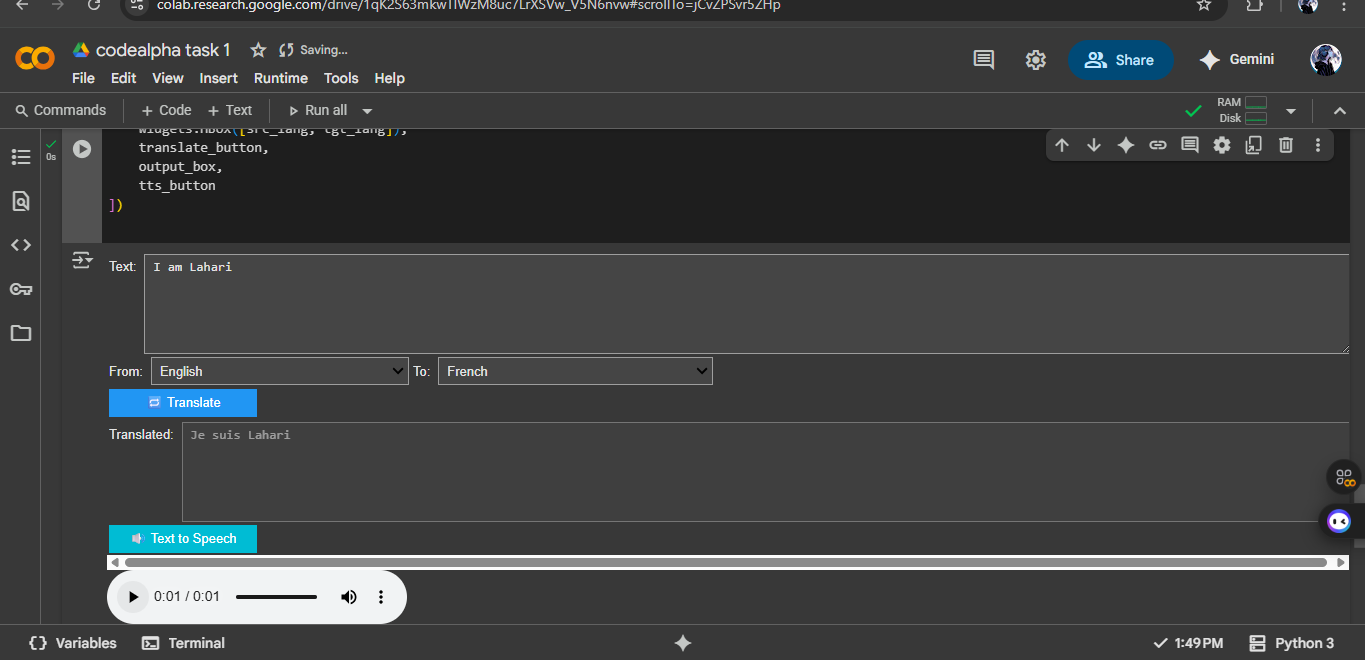 colab.research.google.com/drive/1qK2S63mkwTIWzM8uc7LrXSVw_V5N6nvw#scrollTo=jCvZPSvr5ZHp
codealpha task 1 Saving...
File Edit View Insert Runtime Tools Help
Share
Gemini
Commands + Code + Text Run all
RAM
Disk
0s
widgets.HBox([src_lang, tgt_lang]),
translate_button,
output_box,
tts_button
])
Text: I am Lahari
From: English To: French
Translate
Translated: Je suis Lahari
Text to Speech
0:01 / 0:01
{} Variables Terminal 1:49 PM Python 3